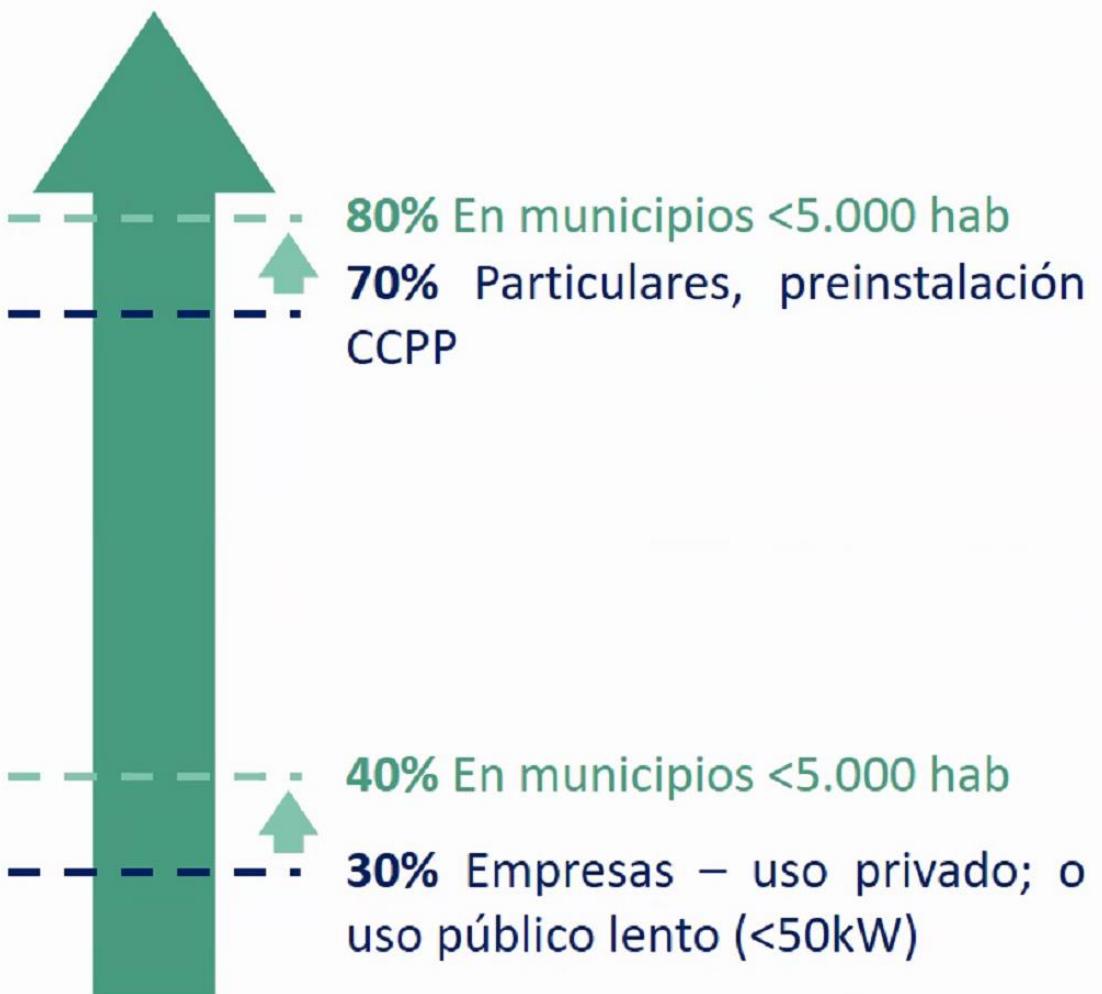 80% En municipios <5.000 hab
70% Particulares, preinstalación
CCPP
40% En municipios <5.000 hab
30% Empresas – uso privado; o
uso público lento (<50kW)